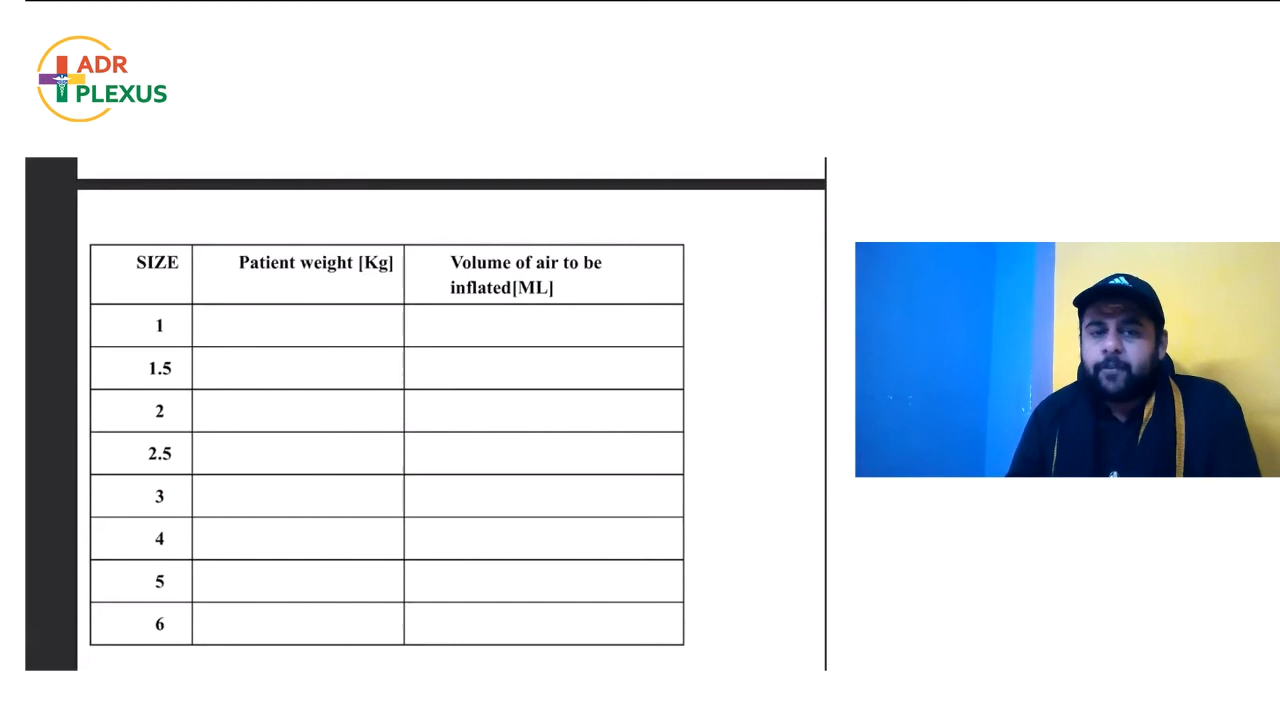 ADR
PLEXUS
SIZE Patient weight [Kg] Volume of air to be
inflated[ML]
1
1.5
2
2.5
3
4
5
6